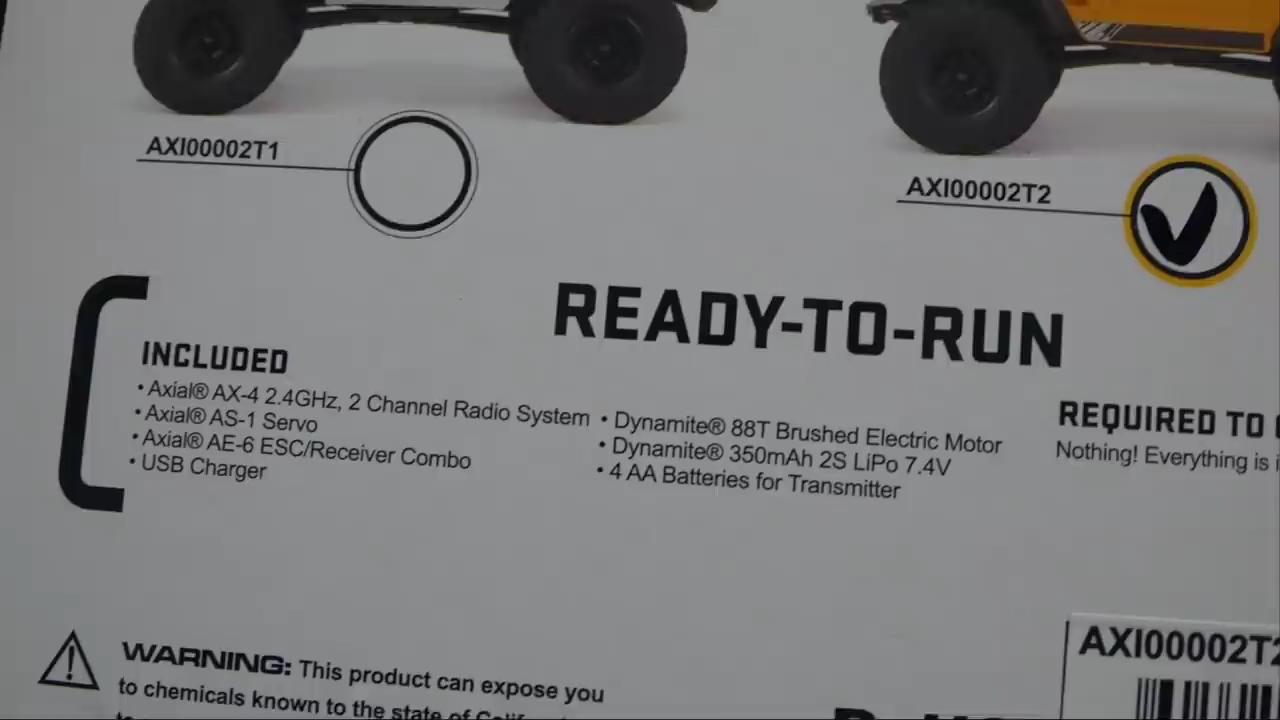 AXI00002T1
AXI00002T2
READY-TO-RUN
INCLUDED
• Axial® AX-4 2.4GHz, 2 Channel Radio System
• Axial® AS-1 Servo
• Axial® AE-6 ESC/Receiver Combo
• USB Charger
• Dynamite® 88T Brushed Electric Motor
• Dynamite® 350mAh 2S LiPo 7.4V
• 4 AA Batteries for Transmitter
REQUIRED TO
Nothing! Everything is
WARNING: This product can expose you
to chemicals known to the state of
AXI00002T2